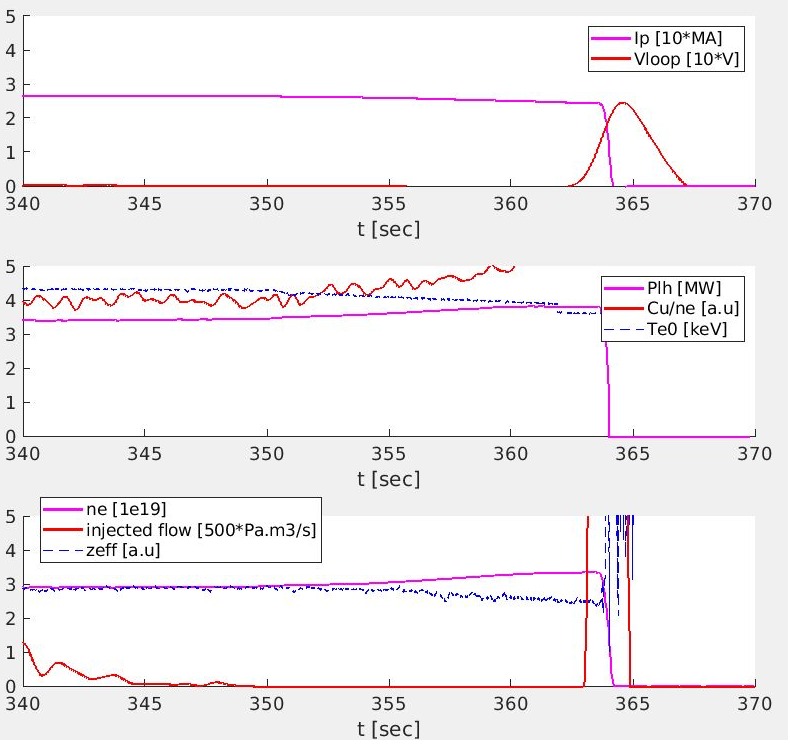 5
4
3
2
1
0
Ip [10*MA]
Vloop [10*V]
340 345 350 355 360 365 370
t [sec]
5
4
3
2
1
0
Plh [MW]
Cu/ne [a.u]
Te0 [keV]
340 345 350 355 360 365 370
t [sec]
ne [1e19]
injected flow [500*Pa.m3/s]
zeff [a.u]
5
4
3
2
1
0
340 345 350 355 360 365 370
t [sec]